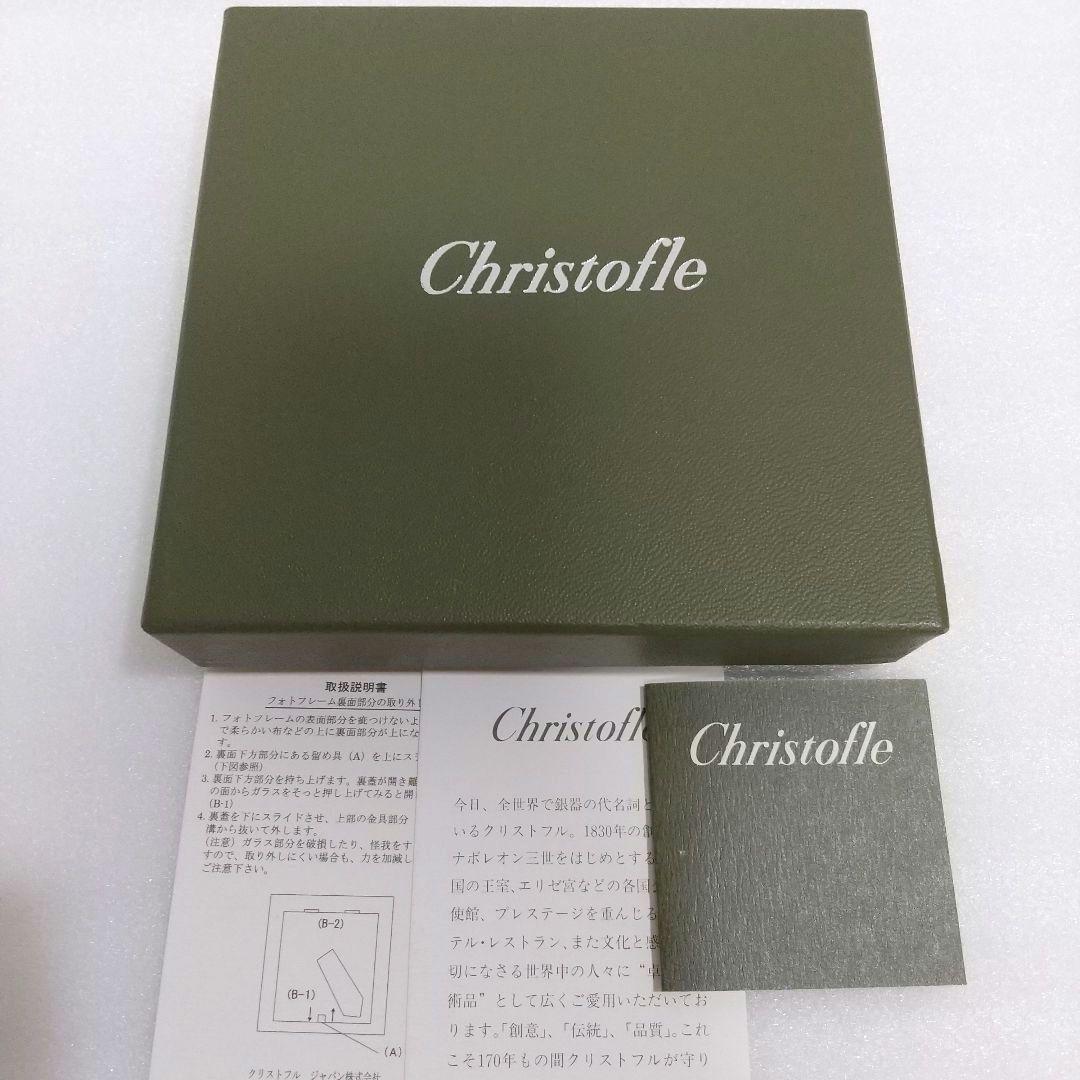 Christofle
取扱説明書
フォトフレーム裏面部分の取り外し
1. フォトフレームの表面部分を疵つけないよ
で柔らかい布などの上に裏面部分が上にな
す。
2. 裏面下方部分にある留め具（A）を上にス
（下図参照）
3. 裏面下方部分を持ち上げます。裏蓋が開き難
の面からガラスをそっと押し上げてみると開
(B-1)
4. 裏蓋を下にスライドさせ、上部の金具部分
溝から抜いて外します。
（注意）ガラス部分を破損したり、怪我をす
すので、取り外しにくい場合も、力を加減し
ご注意下さい。
(B-2)
(B-1)
(A)
クリストフル ジャパン株式会社
Christofle
今日、全世界で銀器の代名詞と
いるクリストフル。1830年の創
ナポレオン三世をはじめとする
国の王室、エリゼ宮などの各国
使館、プレステージを重んじる
テル・レストラン、また文化と感
切になさる世界中の人々に“卓
術品”として広くご愛用いただいてお
ります。「創意」、「伝統」、「品質」。これ
こそ170年もの間クリストフルが守り
Christofle